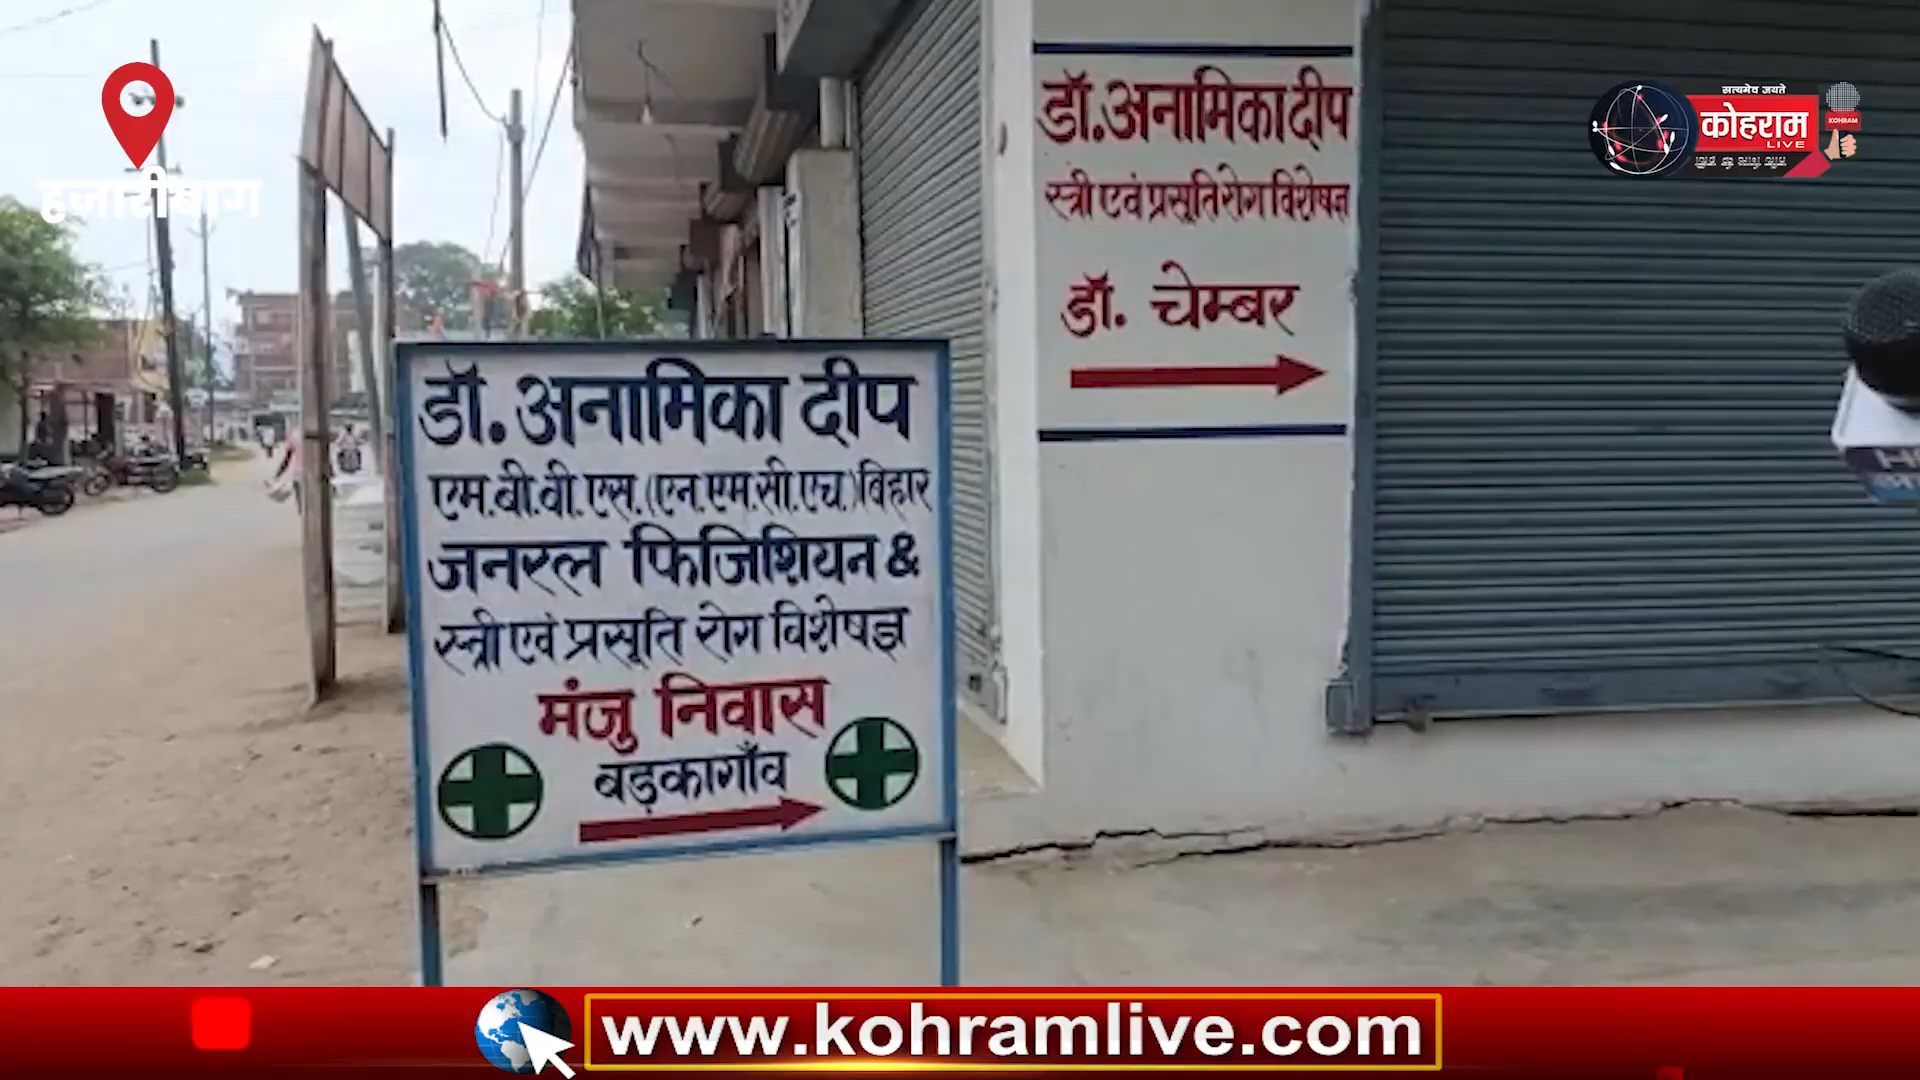 हजारीबाग
सत्यमेव जयते
कोहराम
LIVE
KOHRAM
डॉ. अनामिका दीप
स्त्री एवं प्रसूति रोग विशेषज्ञ
डॉ. चेम्बर
डॉ. अनामिका दीप
एम.बी.वी.एस.(एन.एम.सी.एच.)विहार
जनरल फिजिशियन &
स्त्री एवं प्रसूति रोग विशेषज्ञ
मंजु निवास
बड़कागाँव
www.kohramlive.com